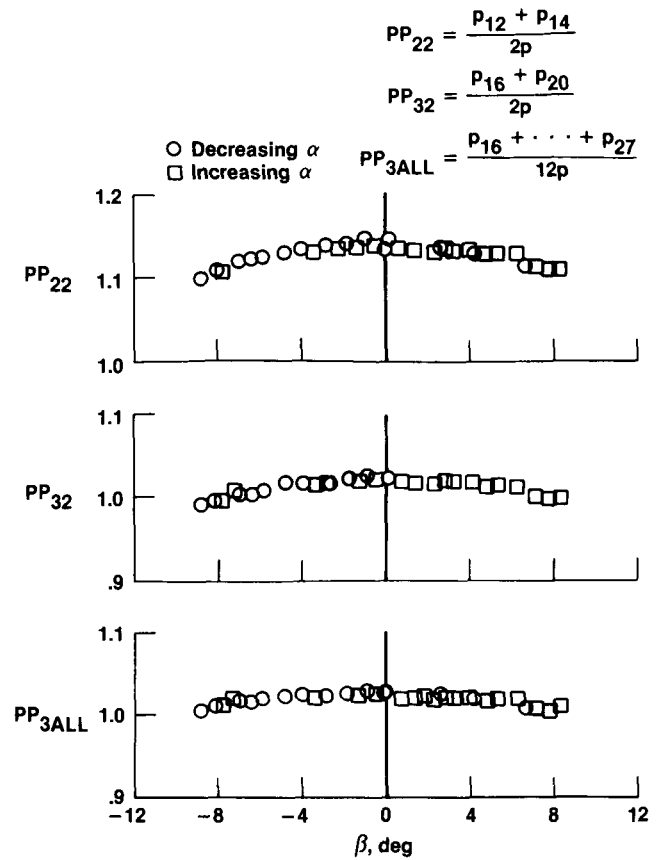 PP22 = p12 + p14 / 2p
PP32 = p16 + p20 / 2p
PP3ALL = p16 + · · · + p27 / 12p
○ Decreasing α
□ Increasing α
1.2
PP22 1.1
1.0
1.1
PP32 1.0
.9
1.1
PP3ALL 1.0
.9
−12 −8 −4 0 4 8 12
β, deg